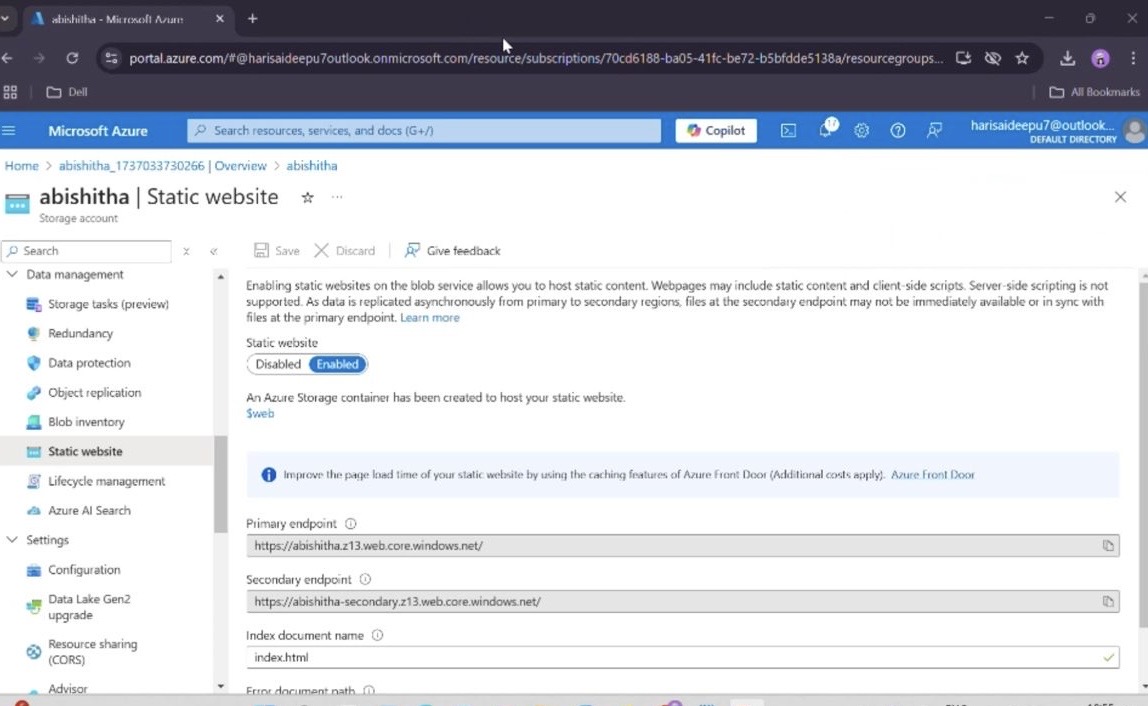 abishitha - Microsoft Azure
portal.azure.com/#@harisaideepu7outlook.onmicrosoft.com/resource/subscriptions/70cd6188-ba05-41fc-be72-b5bfdde5138a/resourcegroups...
Dell
All Bookmarks
Microsoft Azure
Search resources, services, and docs (G+/)
Copilot
17
harisaideepu7@outlook...
DEFAULT DIRECTORY
Home > abishitha_1737033730266 | Overview > abishitha
abishitha | Static website
Storage account
Search
Save
Discard
Give feedback
Data management
Storage tasks (preview)
Redundancy
Data protection
Object replication
Blob inventory
Static website
Lifecycle management
Azure AI Search
Settings
Configuration
Data Lake Gen2
upgrade
Resource sharing
(CORS)
Advisor
Enabling static websites on the blob service allows you to host static content. Webpages may include static content and client-side scripts. Server-side scripting is not
supported. As data is replicated asynchronously from primary to secondary regions, files at the secondary endpoint may not be immediately available or in sync with
files at the primary endpoint. Learn more
Static website
Disabled Enabled
An Azure Storage container has been created to host your static website.
$web
Improve the page load time of your static website by using the caching features of Azure Front Door (Additional costs apply). Azure Front Door
Primary endpoint
https://abishitha.z13.web.core.windows.net/
Secondary endpoint
https://abishitha-secondary.z13.web.core.windows.net/
Index document name
index.html
Error document path